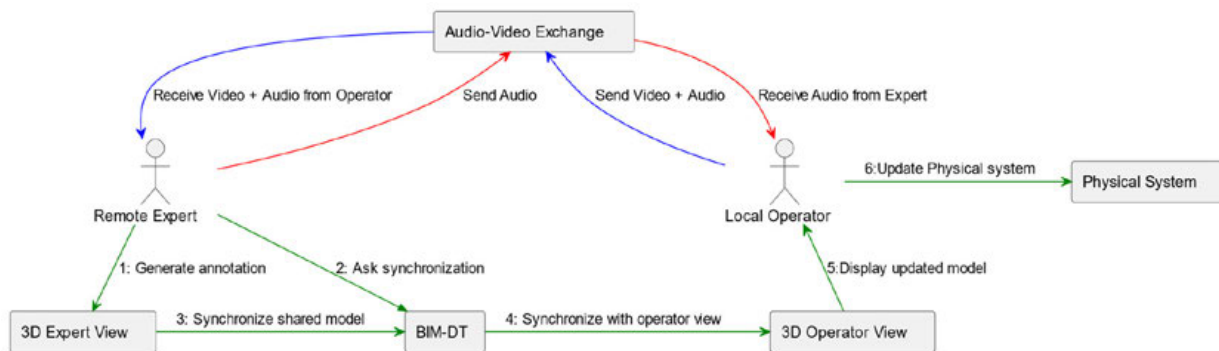 Audio-Video Exchange
Receive Video + Audio from Operator
Send Audio
Send Video + Audio
Receive Audio from Expert
6:Update Physical system
Physical System
Remote Expert
Local Operator
1: Generate annotation
2: Ask synchronization
5:Display updated model
3D Expert View
3: Synchronize shared model
BIM-DT
4: Synchronize with operator view
3D Operator View